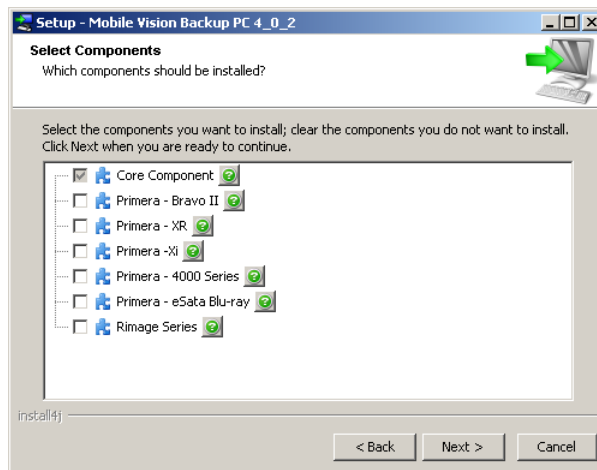 Setup - Mobile Vision Backup PC 4_0_2
Select Components
Which components should be installed?
Select the components you want to install; clear the components you do not want to install.
Click Next when you are ready to continue.
Core Component
Primera - Bravo II
Primera - XR
Primera -Xi
Primera - 4000 Series
Primera - eSata Blu-ray
Rimage Series
install4j
< Back
Next >
Cancel